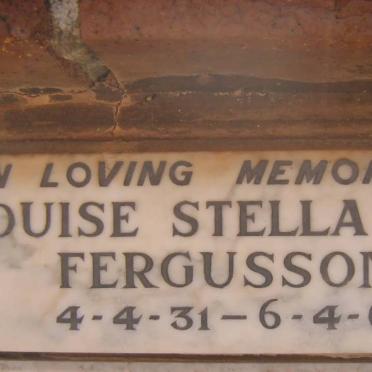 N LOVING MEMOR
OUISE STELLA
FERGUSSON
4-4-31-6-4-